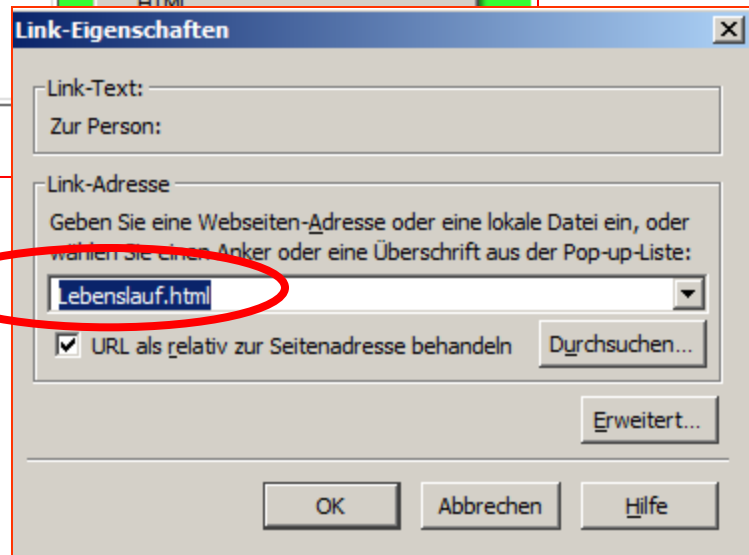 HTML
Link-Eigenschaften
Link-Text:
Zur Person:
Link-Adresse
Geben Sie eine Webseiten-Adresse oder eine lokale Datei ein, oder
wählen Sie einen Anker oder eine Überschrift aus der Pop-up-Liste:
Lebenslauf.html
URL als relativ zur Seitenadresse behandeln
Durchsuchen...
Erweitert...
OK
Abbrechen
Hilfe